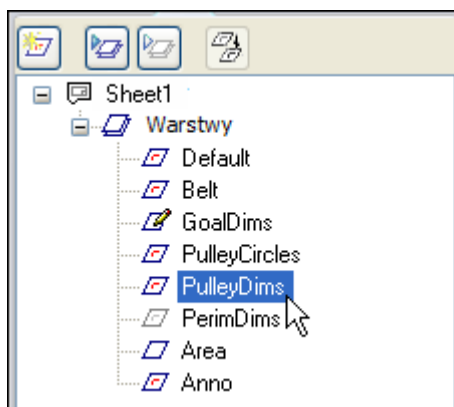 Sheet1
Warstwy
Default
Belt
GoalDims
PulleyCircles
PulleyDims
PerimDims
Area
Anno